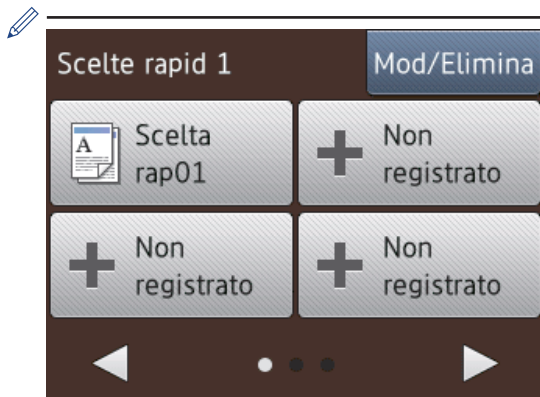 Scelte rapid 1
Mod/Elimina
A
Scelta
rap01
Non
registrato
Non
registrato
Non
registrato